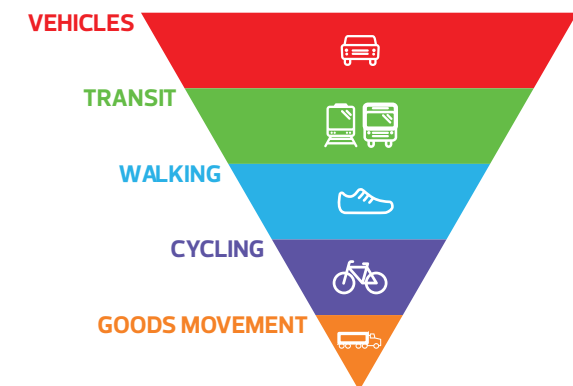 VEHICLES
TRANSIT
WALKING
CYCLING
GOODS MOVEMENT